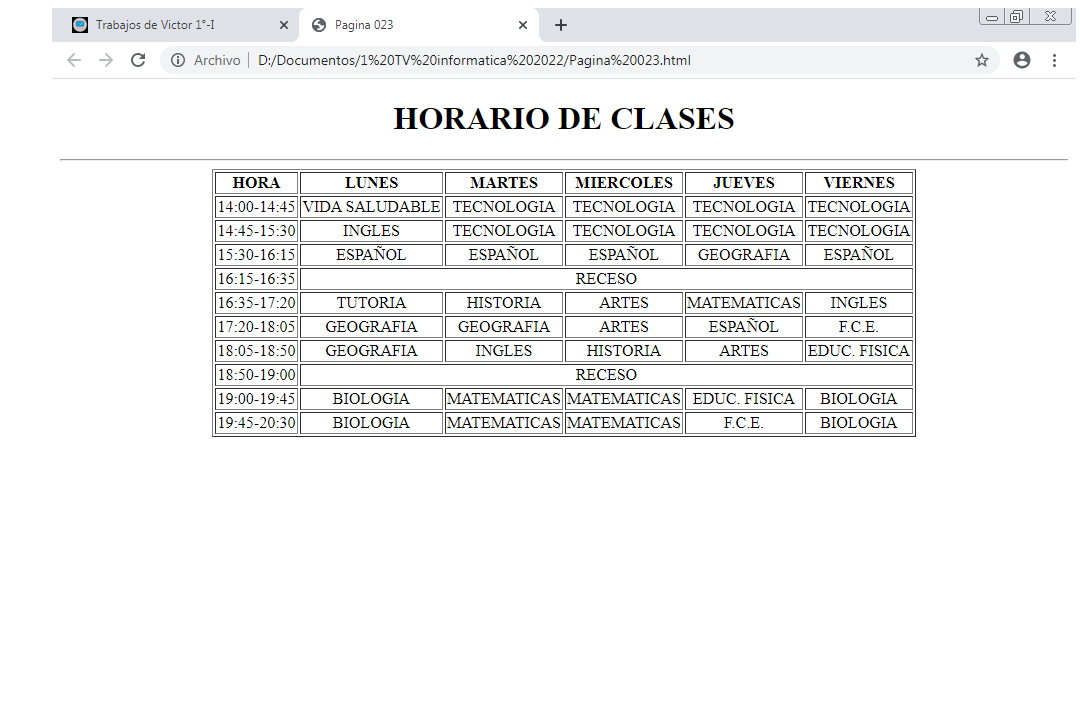 Trabajos de Victor 1°-I
Pagina 023
Archivo D:/Documentos/1%20TV%20informatica%202022/Pagina%20023.html
HORARIO DE CLASES
HORA LUNES MARTES MIERCOLES JUEVES VIERNES
14:00-14:45 VIDA SALUDABLE TECNOLOGIA TECNOLOGIA TECNOLOGIA TECNOLOGIA
14:45-15:30 INGLES TECNOLOGIA TECNOLOGIA TECNOLOGIA TECNOLOGIA
15:30-16:15 ESPAÑOL ESPAÑOL ESPAÑOL GEOGRAFIA ESPAÑOL
16:15-16:35 RECESO
16:35-17:20 TUTORIA HISTORIA ARTES MATEMATICAS INGLES
17:20-18:05 GEOGRAFIA GEOGRAFIA ARTES ESPAÑOL F.C.E.
18:05-18:50 GEOGRAFIA INGLES HISTORIA ARTES EDUC. FISICA
18:50-19:00 RECESO
19:00-19:45 BIOLOGIA MATEMATICAS MATEMATICAS EDUC. FISICA BIOLOGIA
19:45-20:30 BIOLOGIA MATEMATICAS MATEMATICAS F.C.E. BIOLOGIA